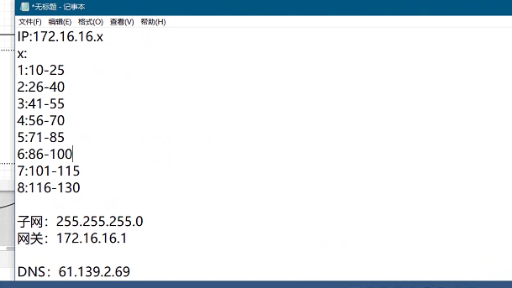 *无标题 - 记事本
文件(F) 编辑(E) 格式(O) 查看(V) 帮助(H)
IP:172.16.16.x
x:
1:10-25
2:26-40
3:41-55
4:56-70
5:71-85
6:86-100
7:101-115
8:116-130
子网：255.255.255.0
网关：172.16.16.1
DNS：61.139.2.69